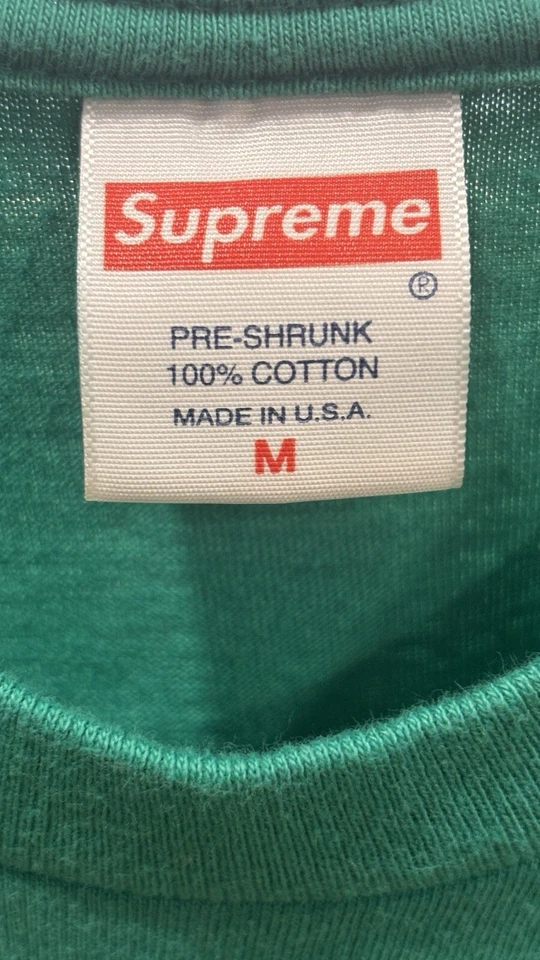 Supreme
®
PRE-SHRUNK
100% COTTON
MADE IN U.S.A.
M